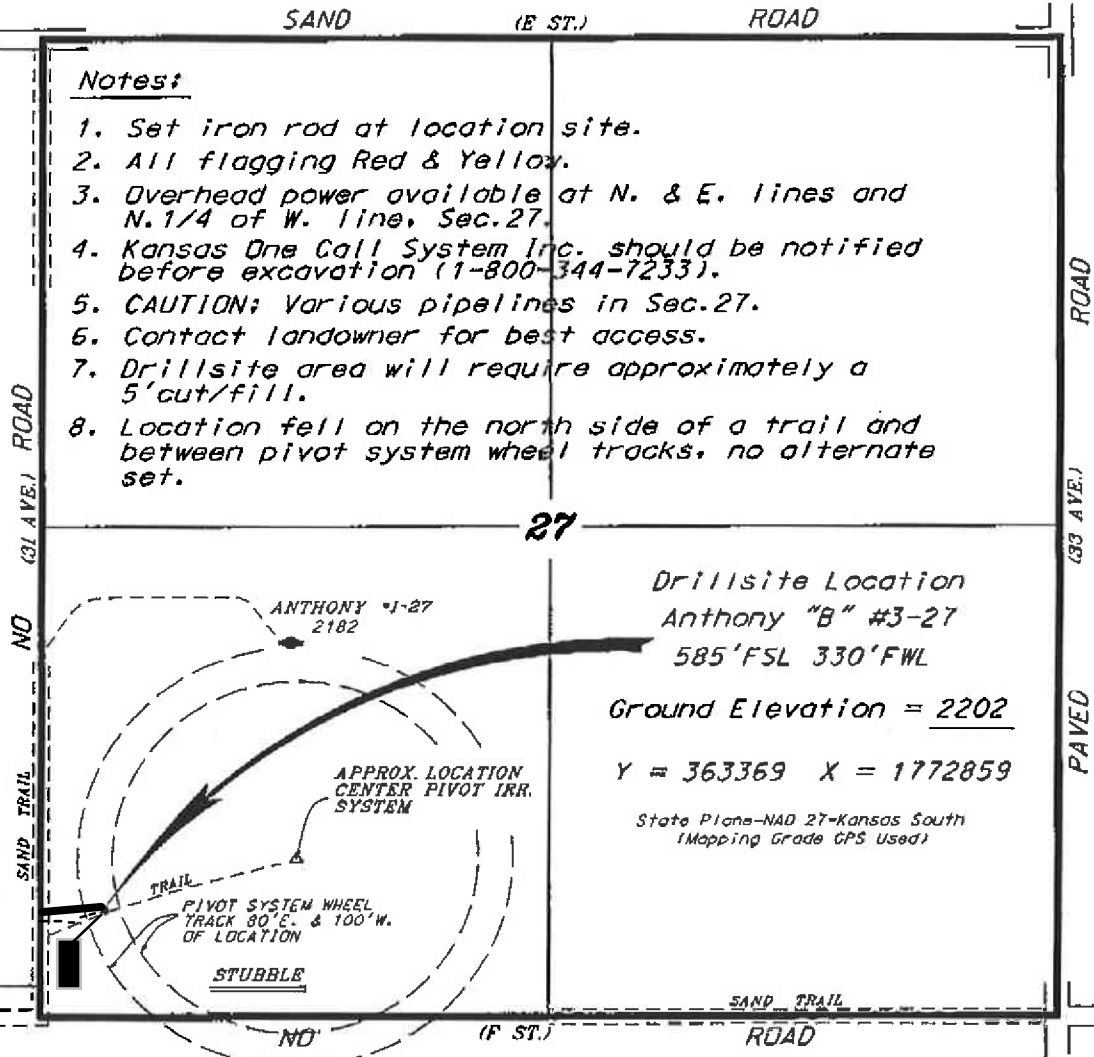 SAND (E ST.) ROAD
Notes:
1. Set iron rod at location site.
2. All flagging Red & Yellow.
3. Overhead power available at N. & E. lines and
N.1/4 of W. line, Sec.27.
4. Kansas One Call System Inc. should be notified
before excavation (1-800-344-7233).
5. CAUTION: Various pipelines in Sec.27.
6. Contact landowner for best access.
7. Drillsite area will require approximately a
5'cut/fill.
8. Location fell on the north side of a trail and
between pivot system wheel tracks, no alternate
set.
NO (31 AVE.) ROAD
SAND TRAIL
PAVED (33 AVE.) ROAD
27
ANTHONY #1-27
2182
Drillsite Location
Anthony "B" #3-27
585'FSL 330'FWL
Ground Elevation = 2202
Y = 363369 X = 1772859
State Plane-NAD 27-Kansas South
(Mapping Grade GPS Used)
APPROX. LOCATION
CENTER PIVOT IRR.
SYSTEM
TRAIL
PIVOT SYSTEM WHEEL
TRACK 80'E. & 100'W.
OF LOCATION
STUBBLE
SAND TRAIL
NO (F ST.) ROAD